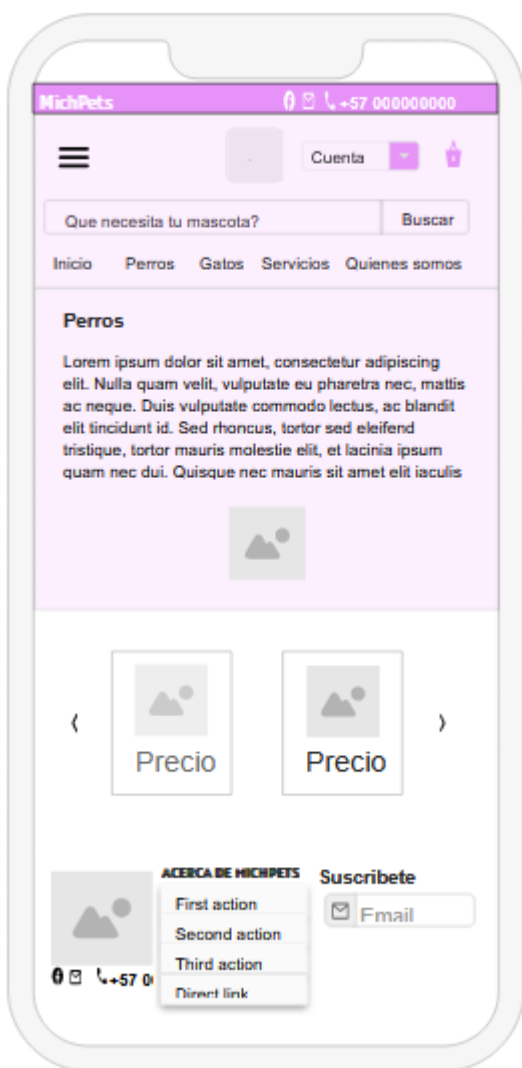 MichPets +57 000000000
Cuenta
Que necesita tu mascota? Buscar
Inicio Perros Gatos Servicios Quienes somos
Perros
Lorem ipsum dolor sit amet, consectetur adipiscing
elit. Nulla quam velit, vulputate eu pharetra nec, mattis
ac neque. Duis vulputate commodo lectus, ac blandit
elit tincidunt id. Sed rhoncus, tortor sed eleifend
tristique, tortor mauris molestie elit, et lacinia ipsum
quam nec dui. Quisque nec mauris sit amet elit iaculis
Precio Precio
ACERCA DE MICHPETS Suscribete
First action
Email
Second action
Third action
+57 0
Direct link